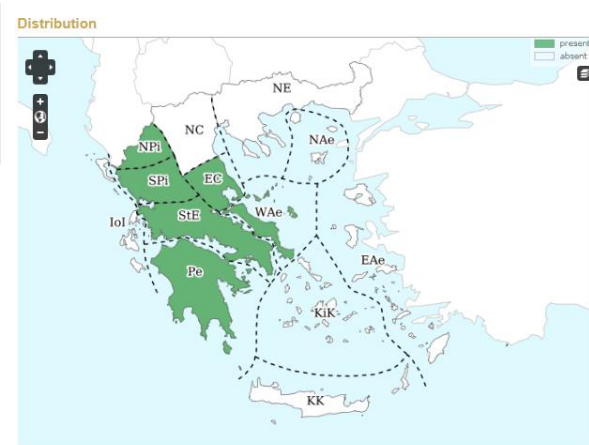 Distribution
present
absent
NE
NC
NAe
NPi
SPi
EC
StE
WAe
IoI
EAe
Pe
KiK
KK